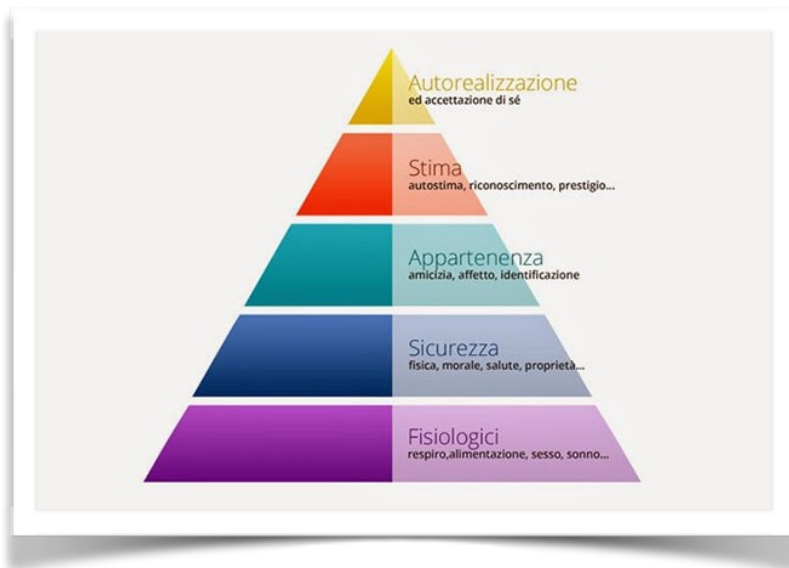 Autorealizzazione
ed accettazione di sé
Stima
autostima, riconoscimento, prestigio...
Appartenenza
amicizia, affetto, identificazione
Sicurezza
fisica, morale, salute, proprietà...
Fisiologici
respiro,alimentazione, sesso, sonno...